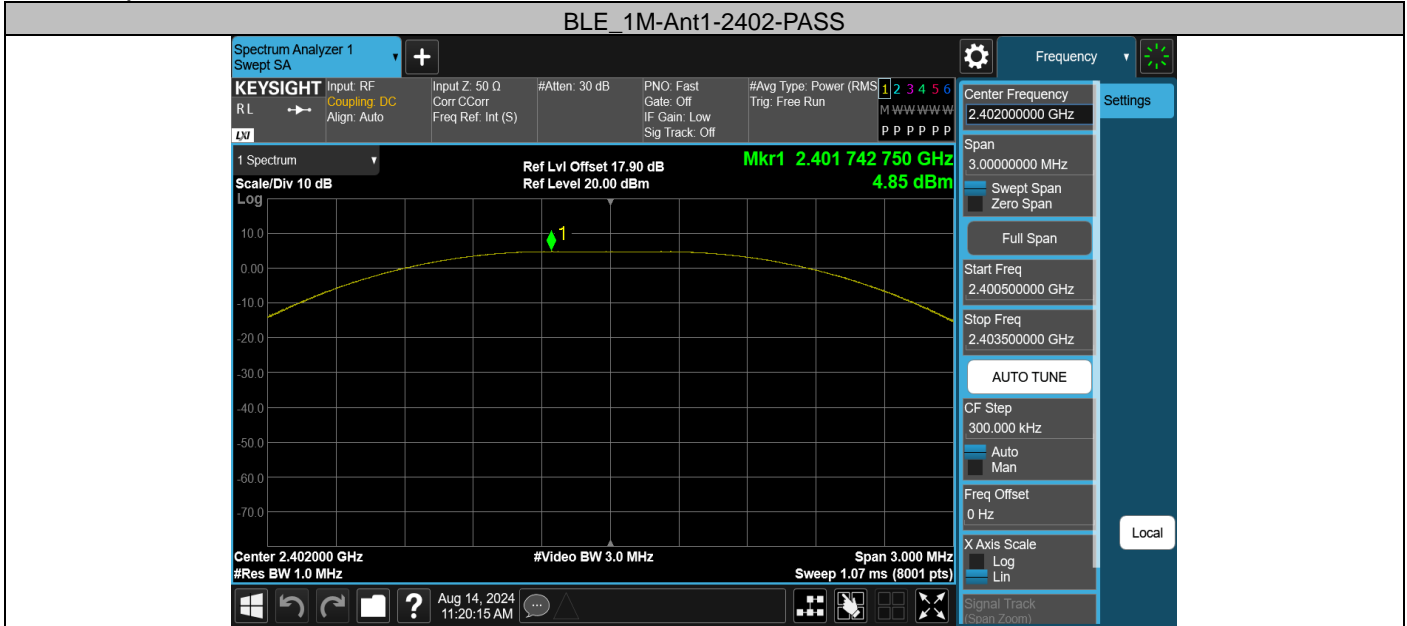 BLE_1M-Ant1-2402-PASS
Spectrum Analyzer 1
Swept SA
+
Frequency
KEYSIGHT
RL
LXI
Input: RF
Coupling: DC
Align: Auto
Input Z: 50 Ω
Corr CCorr
Freq Ref: Int (S)
#Atten: 30 dB
PNO: Fast
Gate: Off
IF Gain: Low
Sig Track: Off
#Avg Type: Power (RMS
Trig: Free Run
1 2 3 4 5 6
M W W W W W
P P P P P P
1 Spectrum
Scale/Div 10 dB
Log
Ref Lvl Offset 17.90 dB
Ref Level 20.00 dBm
Mkr1 2.401 742 750 GHz
4.85 dBm
1
10.0
0.00
-10.0
-20.0
-30.0
-40.0
-50.0
-60.0
-70.0
Center 2.402000 GHz
#Res BW 1.0 MHz
#Video BW 3.0 MHz
Span 3.000 MHz
Sweep 1.07 ms (8001 pts)
Aug 14, 2024
11:20:15 AM
Center Frequency
2.402000000 GHz
Span
3.00000000 MHz
Swept Span
Zero Span
Full Span
Start Freq
2.400500000 GHz
Stop Freq
2.403500000 GHz
AUTO TUNE
CF Step
300.000 kHz
Auto
Man
Freq Offset
0 Hz
X Axis Scale
Log
Lin
Signal Track
(Span Zoom)
Settings
Local